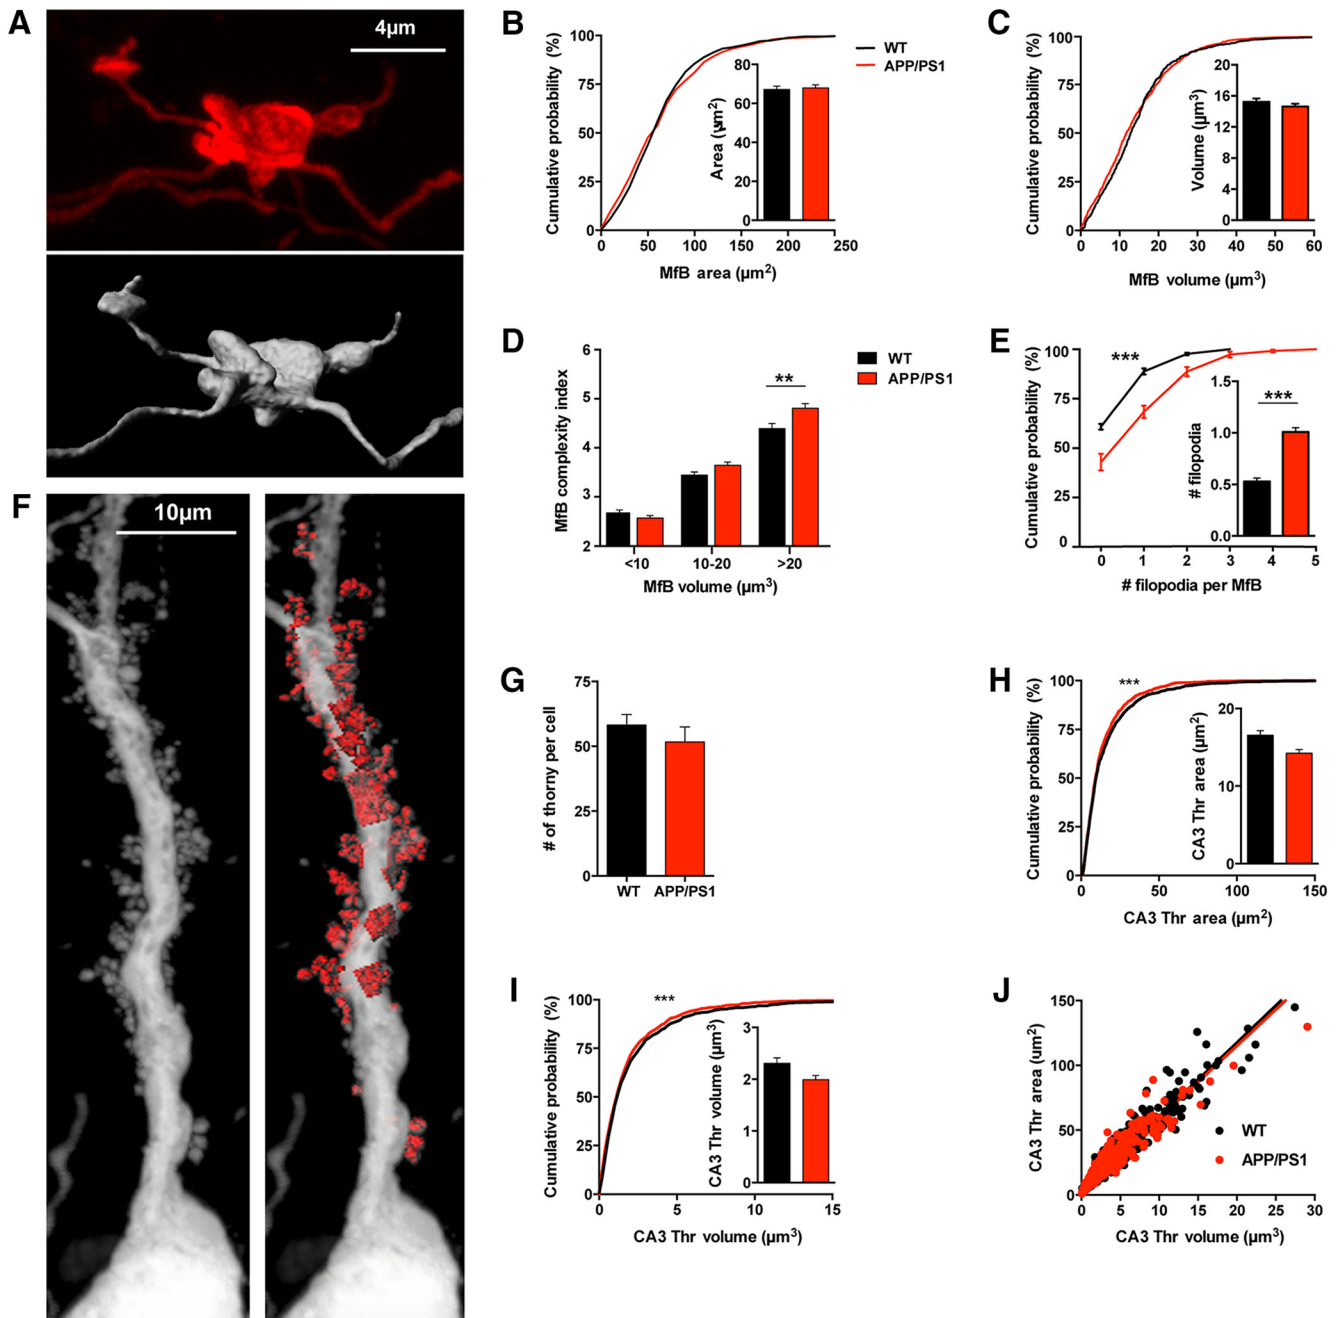 A
4µm
B
Cumulative probability (%)
100
75
50
25
0
0 50 100 150 200 250
MfB area (µm2)
WT
APP/PS1
Area (µm2)
80
60
40
20
0
C
Cumulative probability (%)
100
75
50
25
0
0 10 20 30 40 50 60
MfB volume (µm3)
Volume (µm3)
20
16
12
8
4
0
D
MfB complexity index
6
5
4
3
2
**
<10 10-20 >20
MfB volume (µm3)
WT
APP/PS1
E
Cumulative probability (%)
100
75
50
25
0
***
0 1 2 3 4 5
# filopodia per MfB
# filopodia
1.5
1.0
0.5
0.0
***
F
10µm
G
# of thorny per cell
75
50
25
0
WT APP/PS1
H
Cumulative probability (%)
100
75
50
25
0
***
0 50 100 150
CA3 Thr area (µm2)
CA3 Thr area (µm2)
20
10
0
I
Cumulative probability (%)
100
75
50
25
0
***
0 5 10 15
CA3 Thr volume (µm3)
CA3 Thr volume (µm3)
3
2
1
0
J
CA3 Thr area (um2)
150
100
50
0
0 5 10 15 20 25 30
CA3 Thr volume (µm3)
WT
APP/PS1